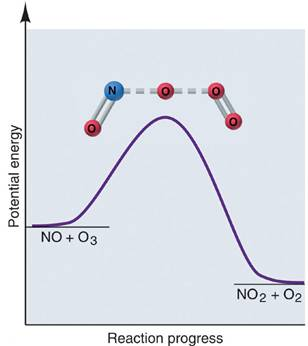 N O O
O O
Potential energy
NO + O₃
NO₂ + O₂
Reaction progress